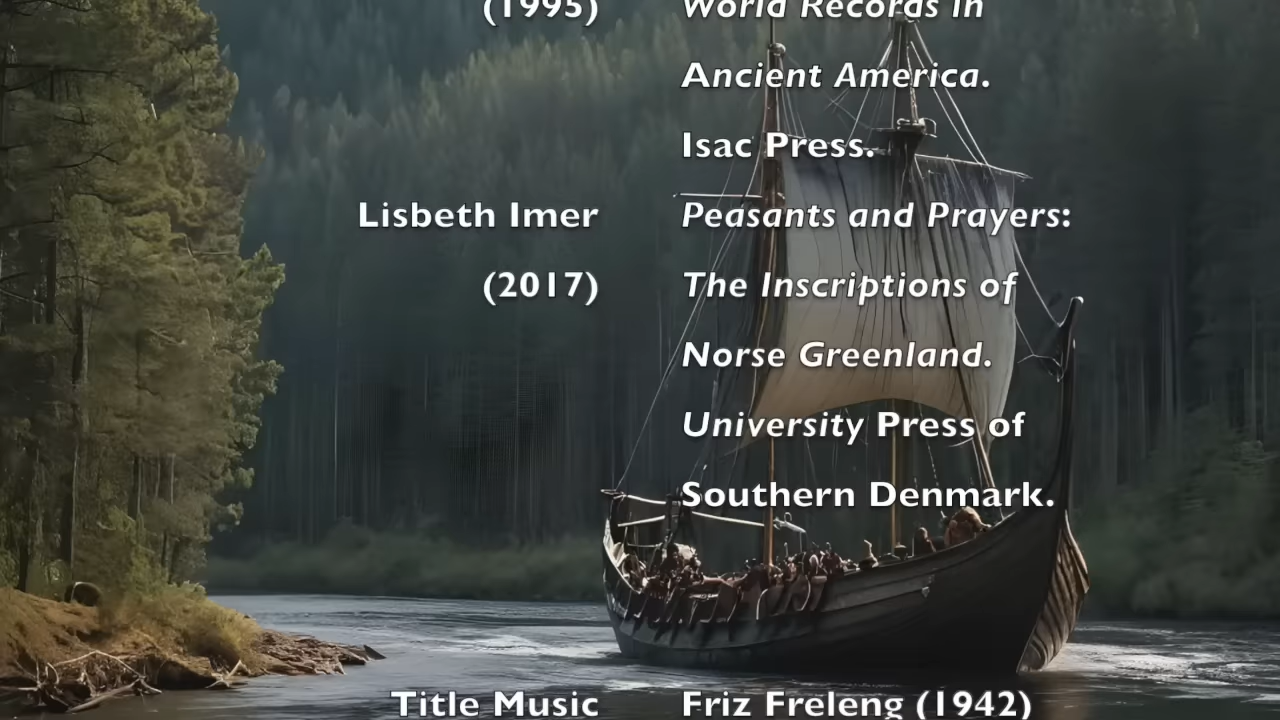 (1995) World Records in
Ancient America.
Isac Press.
Lisbeth Imer Peasants and Prayers:
(2017) The Inscriptions of
Norse Greenland.
University Press of
Southern Denmark.
Title Music Friz Freleng (1942)